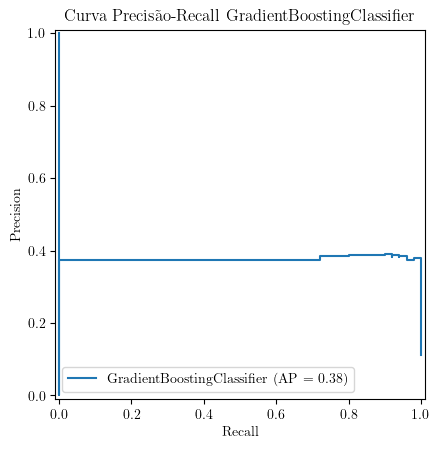 Curva Precisão-Recall GradientBoostingClassifier
1.0
0.8
0.6
0.4
0.2
0.0
Precision
GradientBoostingClassifier (AP = 0.38)
0.0 0.2 0.4 0.6 0.8 1.0
Recall